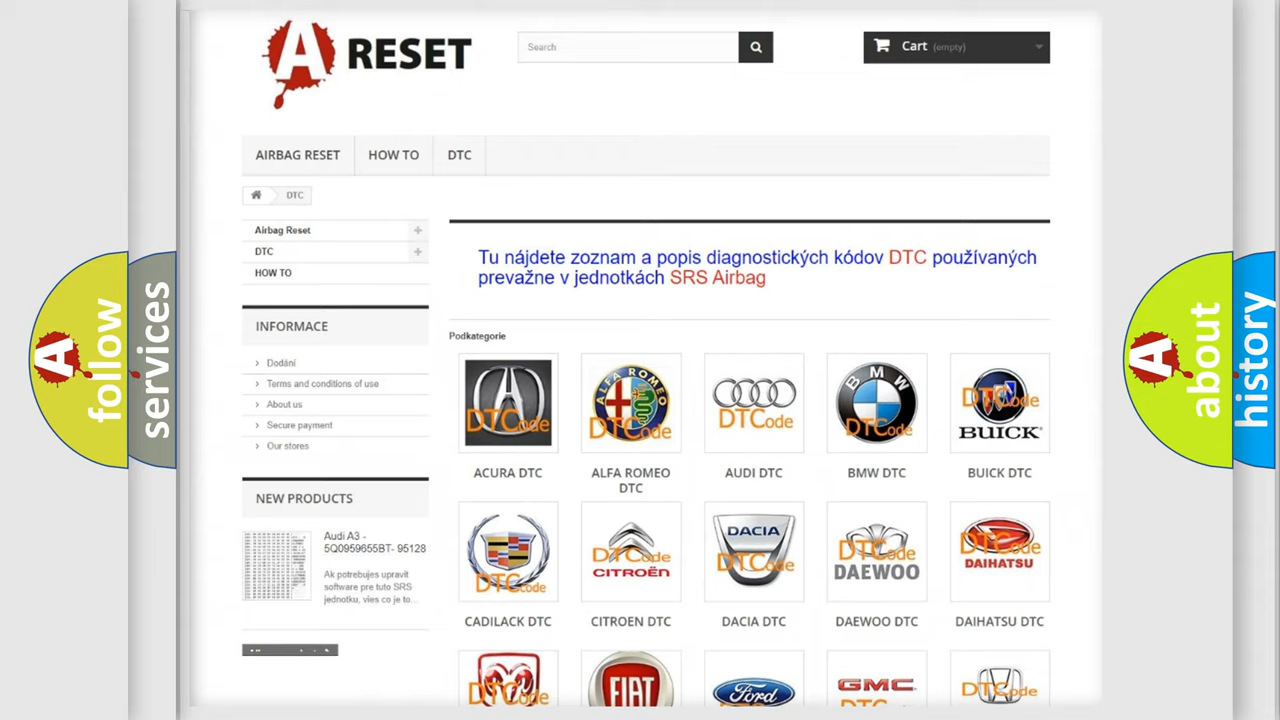 A RESET
Search
Cart (empty)
AIRBAG RESET
HOW TO
DTC
DTC
Airbag Reset
DTC
HOW TO
Tu nájdete zoznam a popis diagnostických kódov DTC používaných
prevažne v jednotkách SRS Airbag
INFORMACE
Dodání
Terms and conditions of use
About us
Secure payment
Our stores
NEW PRODUCTS
Audi A3 -
5Q0959655BT- 95128
Ak potrebujes upravit
software pre tuto SRS
jednotku, vies co je to...
Podkategorie
DTCode
ALFA ROMEO
DTCode
DTCode
BMW
DTCode
DTCode
BUICK
ACURA DTC
ALFA ROMEO
DTC
AUDI DTC
BMW DTC
BUICK DTC
DTCode
DTCode
CITROËN
DACIA
DTCode
DTCode
DAEWOO
DTCode
DAIHATSU
CADILACK DTC
CITROEN DTC
DACIA DTC
DAEWOO DTC
DAIHATSU DTC
DTCode
FIAT
Ford
GMC
DTCode
A follow
services
A about
history